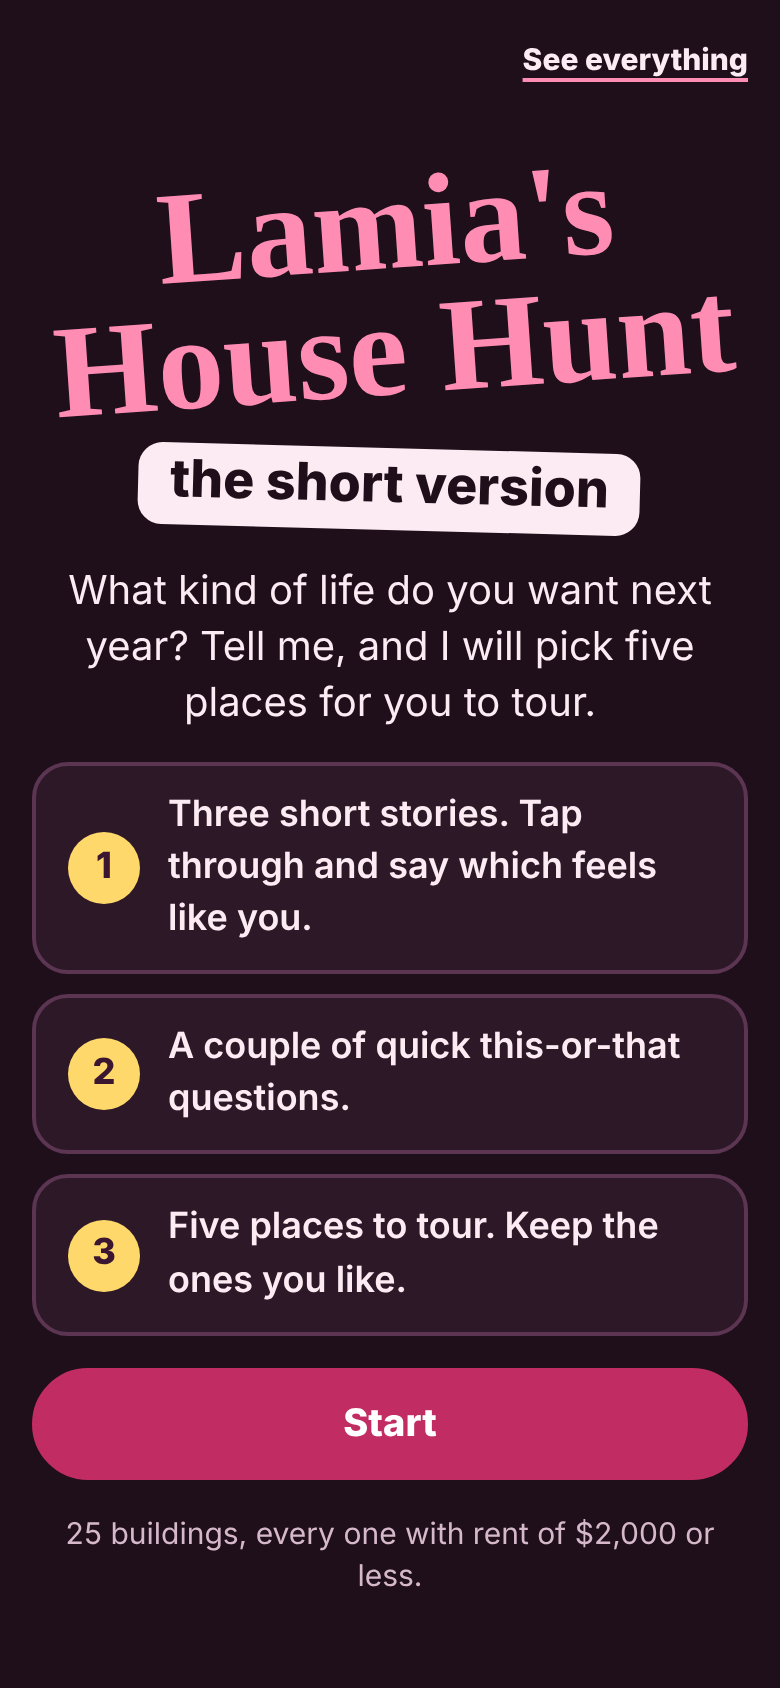 See everything
Lamia's
House Hunt
the short version
What kind of life do you want next
year? Tell me, and I will pick five
places for you to tour.
1
Three short stories. Tap
through and say which feels
like you.
2
A couple of quick this-or-that
questions.
3
Five places to tour. Keep the
ones you like.
Start
25 buildings, every one with rent of $2,000 or
less.